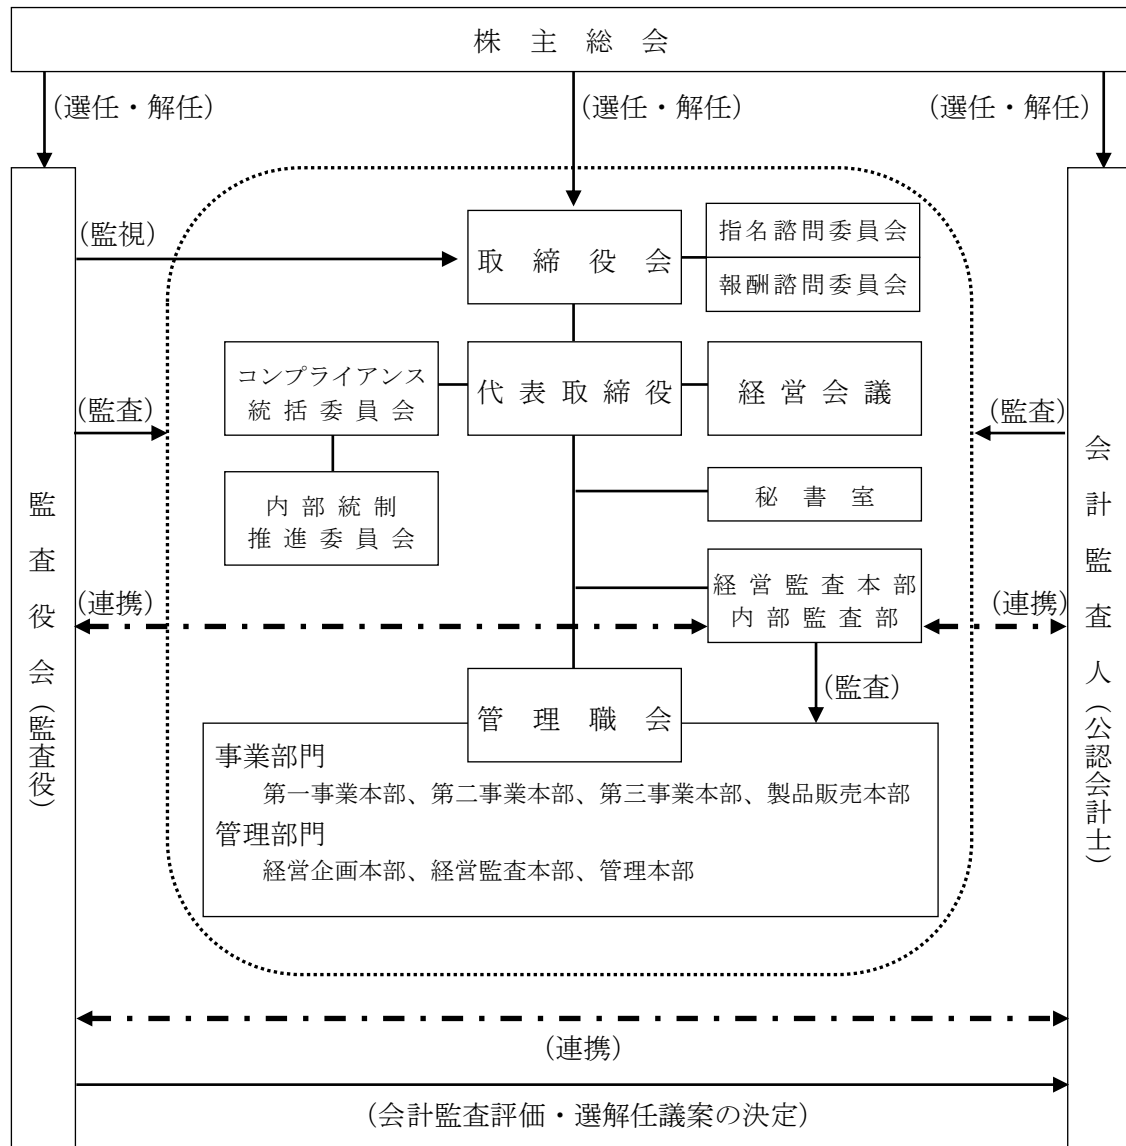 株主総会
(選任・解任)
(選任・解任)
(選任・解任)
(監視)
取締役会
指名諮問委員会
報酬諮問委員会
コンプライアンス
統括委員会
代表取締役
経営会議
(監査)
(監査)
内部統制
推進委員会
秘書室
経営監査本部
内部監査部
(連携)
(連携)
(監査)
管理職会
事業部門
第一事業本部、第二事業本部、第三事業本部、製品販売本部
管理部門
経営企画本部、経営監査本部、管理本部
監査役会(監査役)
会計監査人(公認会計士)
(連携)
(会計監査評価・選解任議案の決定)